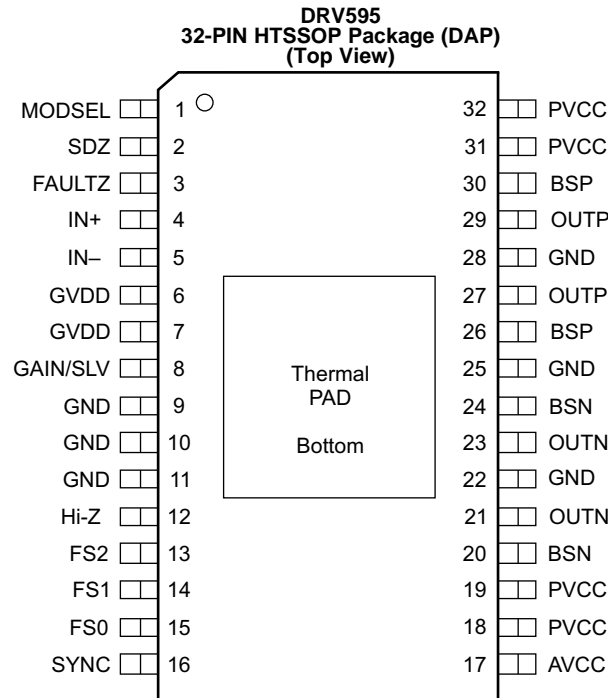 DRV595
32-PIN HTSSOP Package (DAP)
(Top View)
MODSEL 1 32 PVCC
SDZ 2 31 PVCC
FAULTZ 3 30 BSP
IN+ 4 29 OUTP
IN– 5 28 GND
GVDD 6 27 OUTP
GVDD 7 26 BSP
GAIN/SLV 8 25 GND
GND 9 24 BSN
GND 10 23 OUTN
GND 11 22 GND
Hi-Z 12 21 OUTN
FS2 13 20 BSN
FS1 14 19 PVCC
FS0 15 18 PVCC
SYNC 16 17 AVCC
Thermal
PAD
Bottom